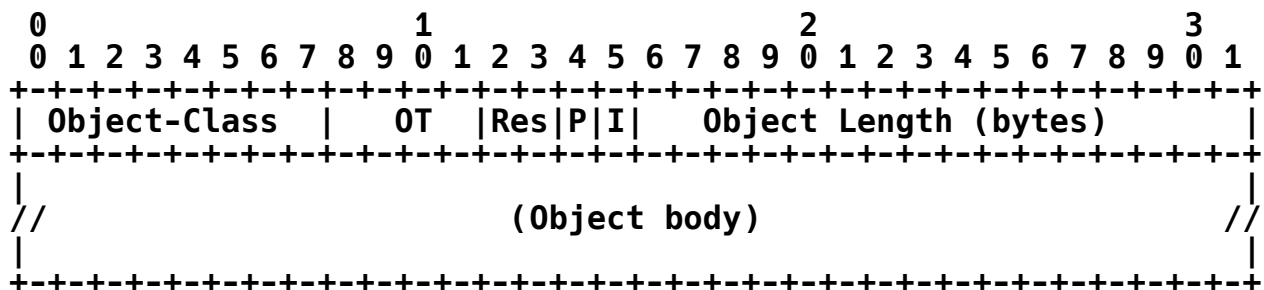 0                   1                   2                   3
 0 1 2 3 4 5 6 7 8 9 0 1 2 3 4 5 6 7 8 9 0 1 2 3 4 5 6 7 8 9 0 1
+-+-+-+-+-+-+-+-+-+-+-+-+-+-+-+-+-+-+-+-+-+-+-+-+-+-+-+-+-+-+-+-+
| Object-Class  |   OT  |Res|P|I|   Object Length (bytes)       |
+-+-+-+-+-+-+-+-+-+-+-+-+-+-+-+-+-+-+-+-+-+-+-+-+-+-+-+-+-+-+-+-+
|                                                               |
//                        (Object body)                        //
|                                                               |
+-+-+-+-+-+-+-+-+-+-+-+-+-+-+-+-+-+-+-+-+-+-+-+-+-+-+-+-+-+-+-+-+